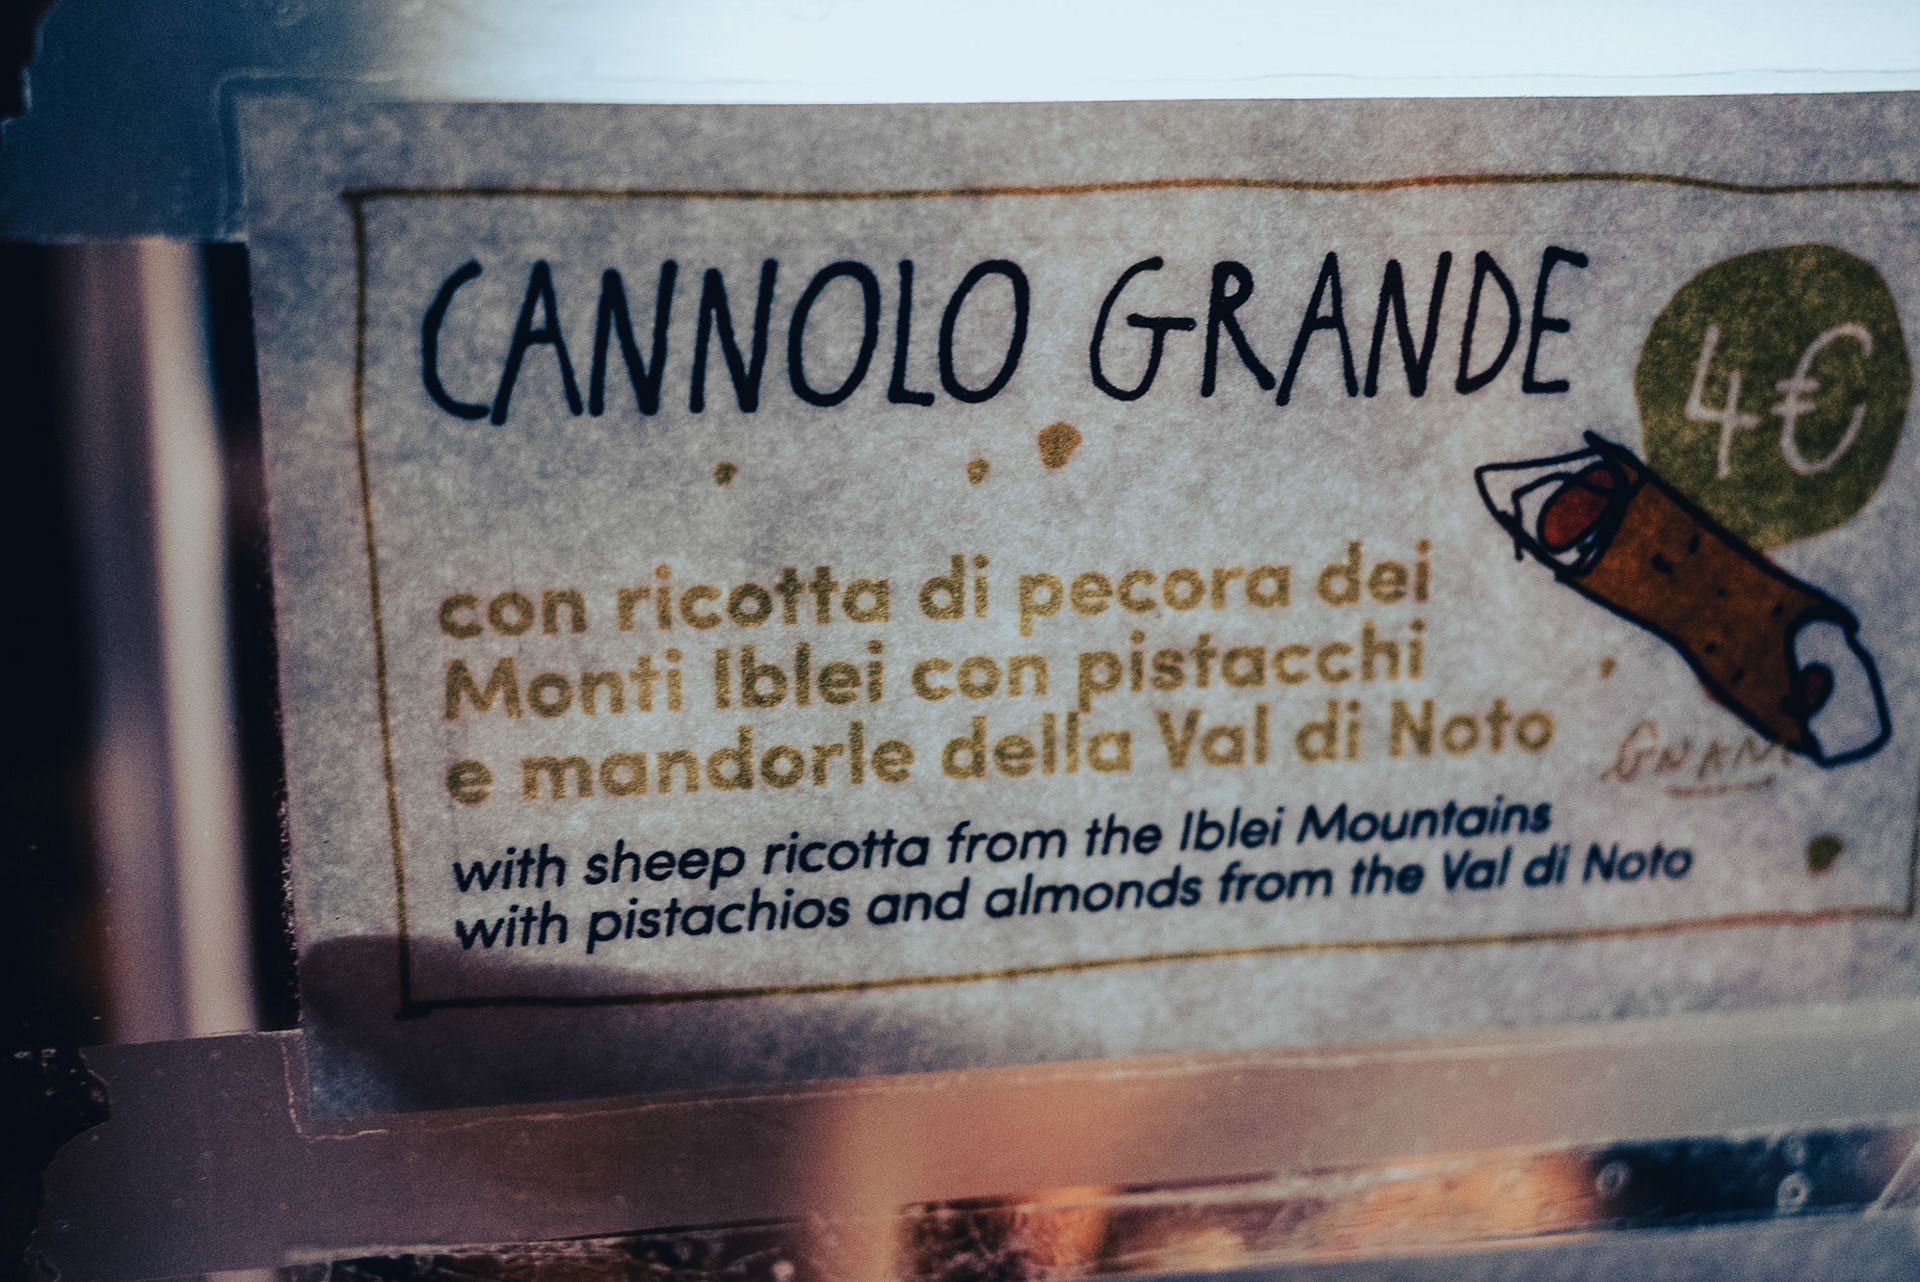 CANNOLO GRANDE
4€
con ricotta di pecora dei
Monti Iblei con pistacchi
e mandorle della Val di Noto
with sheep ricotta from the Iblei Mountains
with pistachios and almonds from the Val di Noto